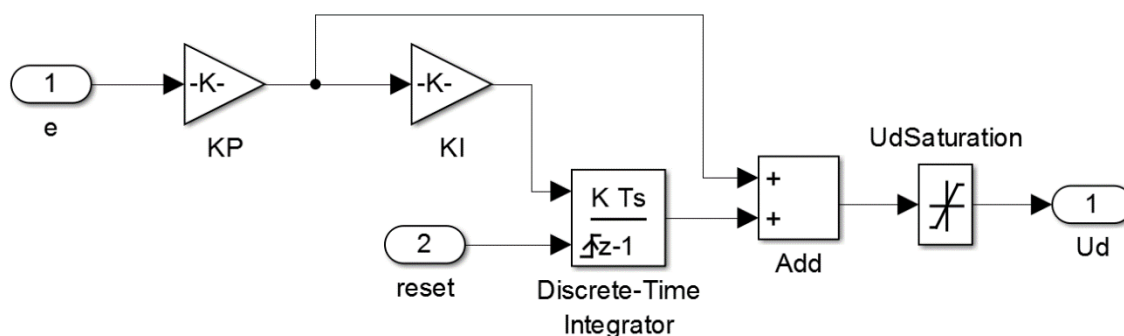 1
e
-K-
KP
-K-
KI
2
reset
K Ts
z-1
Discrete-Time
Integrator
+
+
Add
UdSaturation
1
Ud